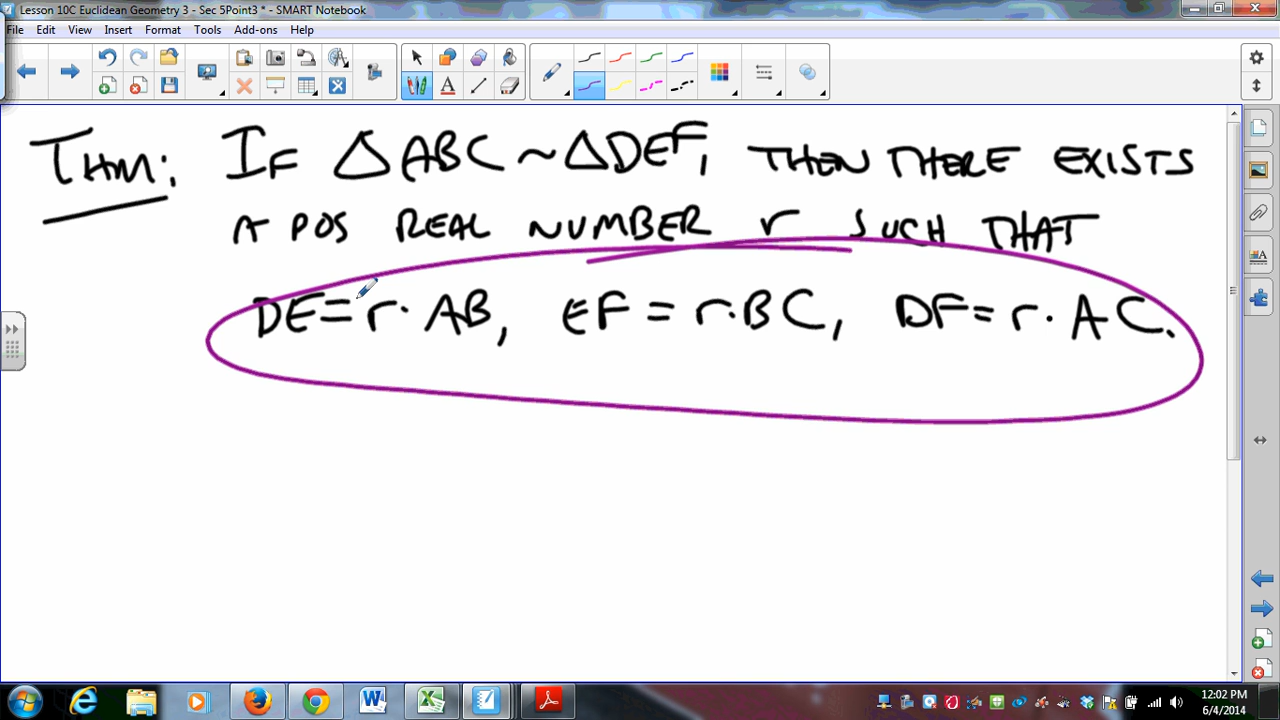 Lesson 10C Euclidean Geometry 3 - Sec 5Point3 * - SMART Notebook
File Edit View Insert Format Tools Add-ons Help
THM: IF △ABC ~ △DEF, THEN THERE EXISTS
A POS REAL NUMBER r SUCH THAT
DE = r · AB, EF = r · BC, DF = r · AC.
12:02 PM
6/4/2014